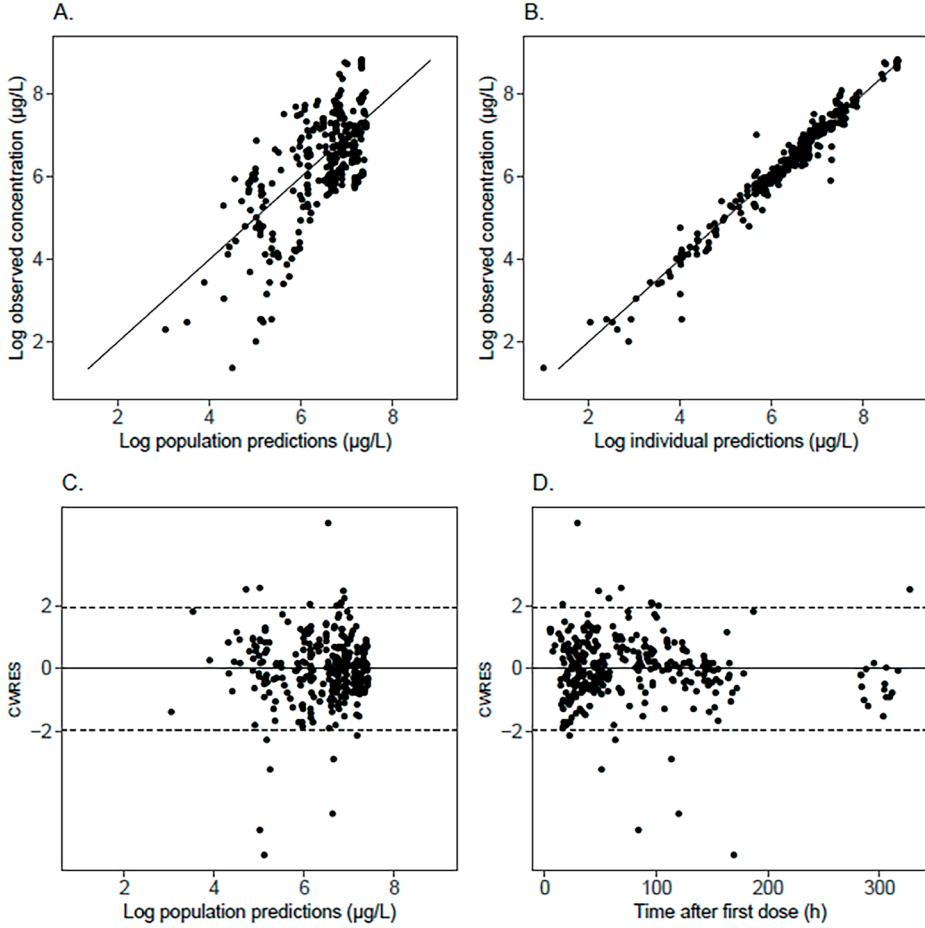 A.
Log observed concentration (µg/L)
8
6
4
2
2 4 6 8
Log population predictions (µg/L)
B.
Log observed concentration (µg/L)
8
6
4
2
2 4 6 8
Log individual predictions (µg/L)
C.
CWRES
2
0
−2
2 4 6 8
Log population predictions (µg/L)
D.
CWRES
2
0
−2
0 100 200 300
Time after first dose (h)